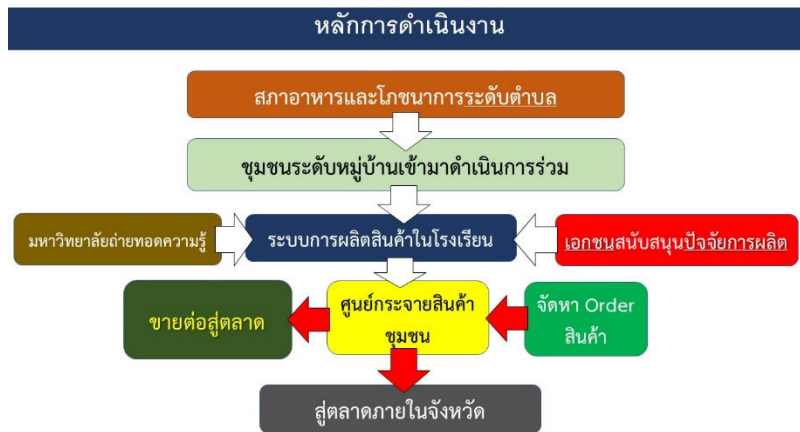 หลักการดำเนินงาน
สภาอาหารและโภชนาการระดับตำบล
ชุมชนระดับหมู่บ้านเข้ามาดำเนินการร่วม
มหาวิทยาลัยถ่ายทอดความรู้
ระบบการผลิตสินค้าในโรงเรียน
เอกชนสนับสนุนปัจจัยการผลิต
ขายต่อสู่ตลาด
ศูนย์กระจายสินค้า
ชุมชน
จัดหา Order
สินค้า
สู่ตลาดภายในจังหวัด